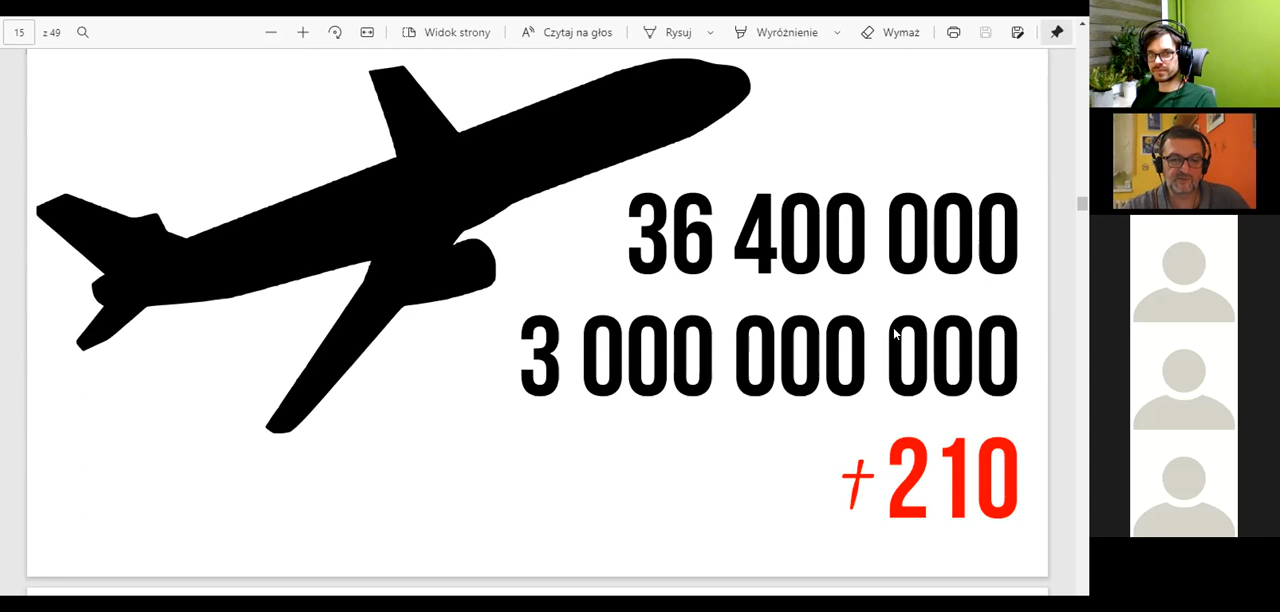 15 z 49 Widok strony Czytaj na głos Rysuj Wyróżnienie Wymaż
36 400 000
3 000 000 000
†210